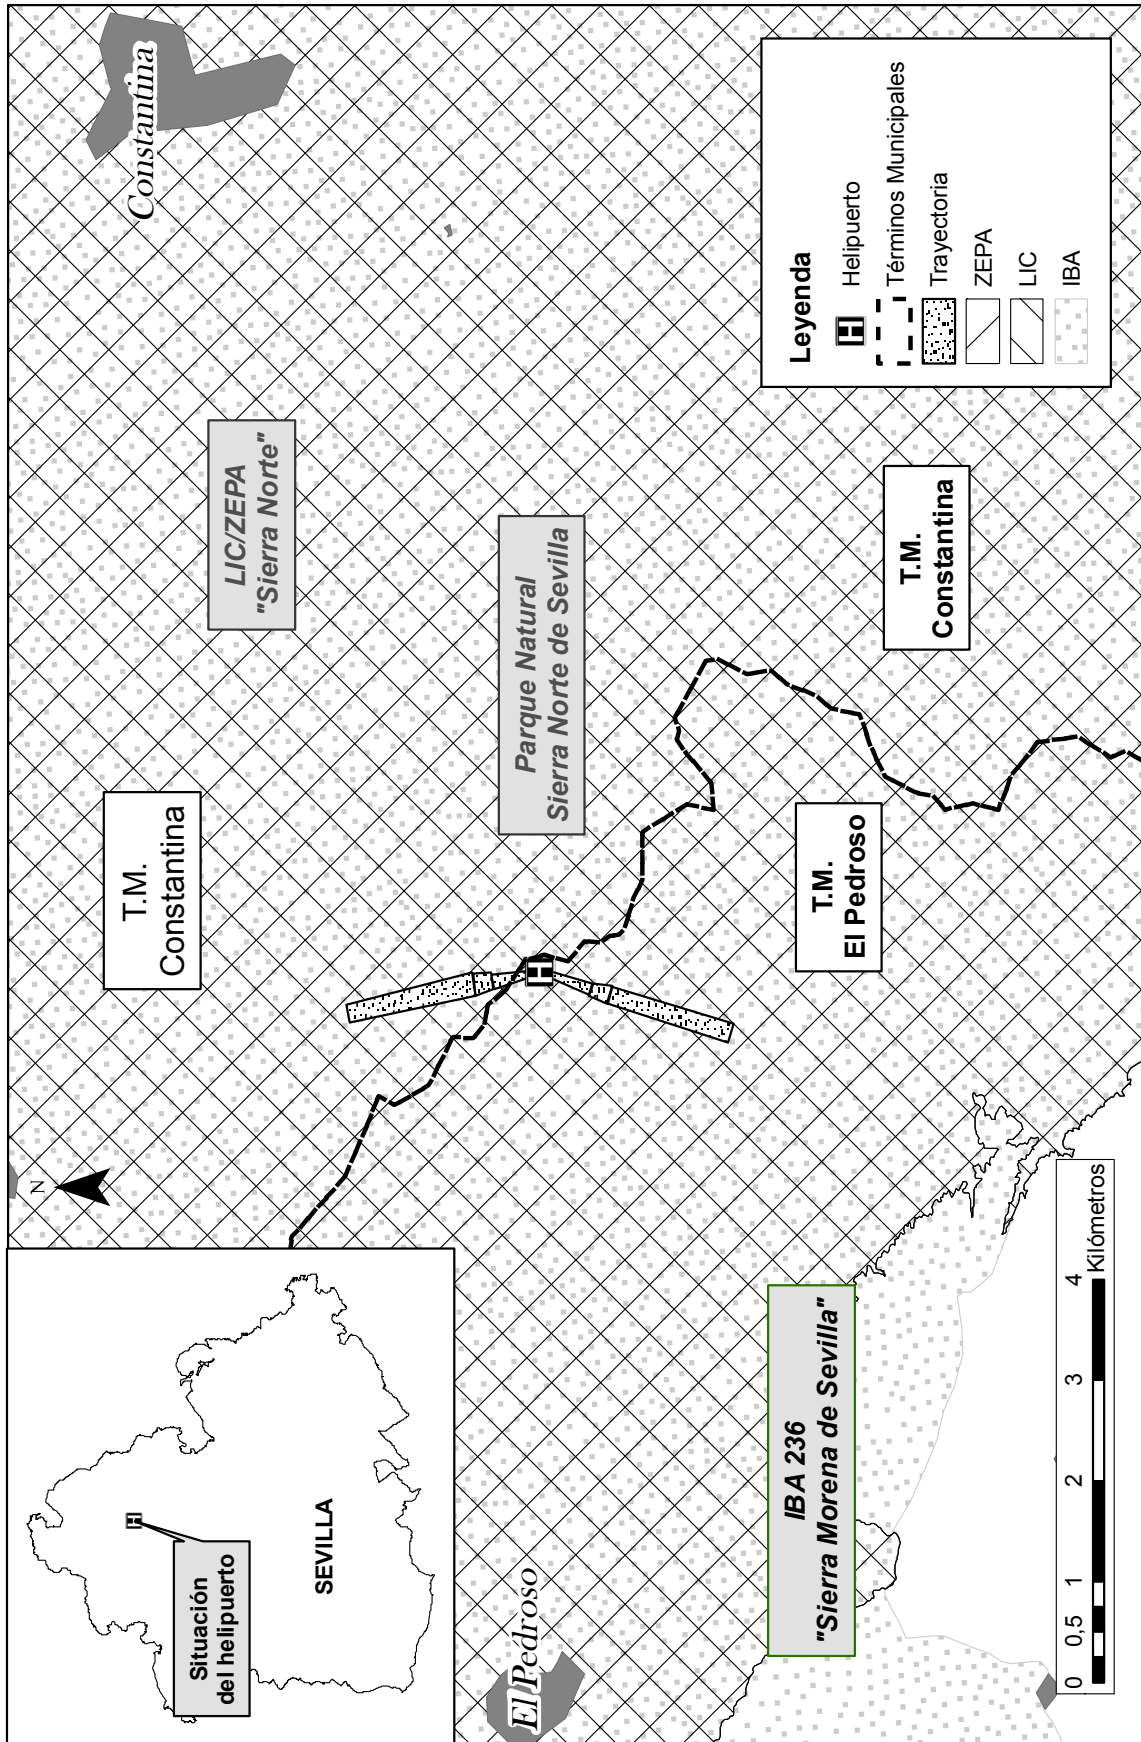 Constantina
LIC/ZEPA
"Sierra Norte"
T.M.
Constantina
N
Situación
del helipuerto
SEVILLA
Parque Natural
Sierra Norte de Sevilla
H
El Pedroso
T.M.
El Pedroso
T.M.
Constantina
IBA 236
"Sierra Morena de Sevilla"
0 0,5 1 2 3 4
Kilómetros
Leyenda
H Helipuerto
Términos Municipales
Trayectoria
ZEPA
LIC
IBA